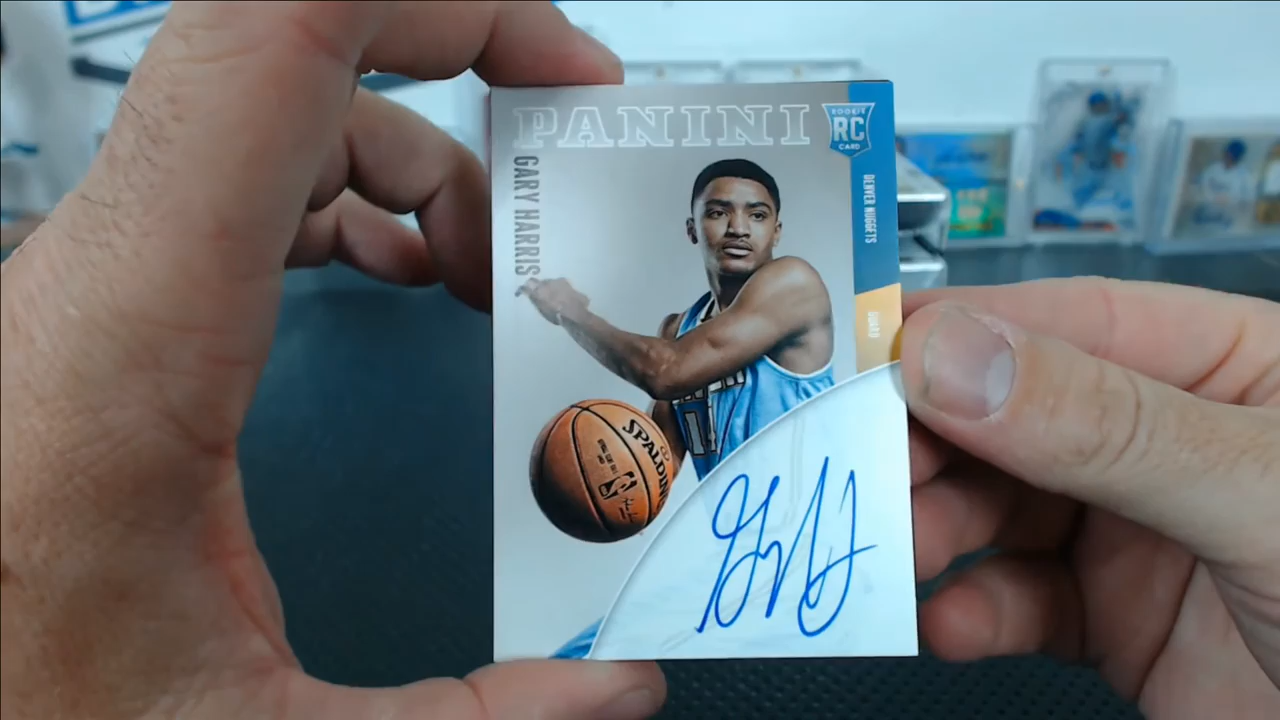 PANINI
ROOKIE
RC
CARD
GARY HARRIS
DENVER NUGGETS
GUARD
SPALDING